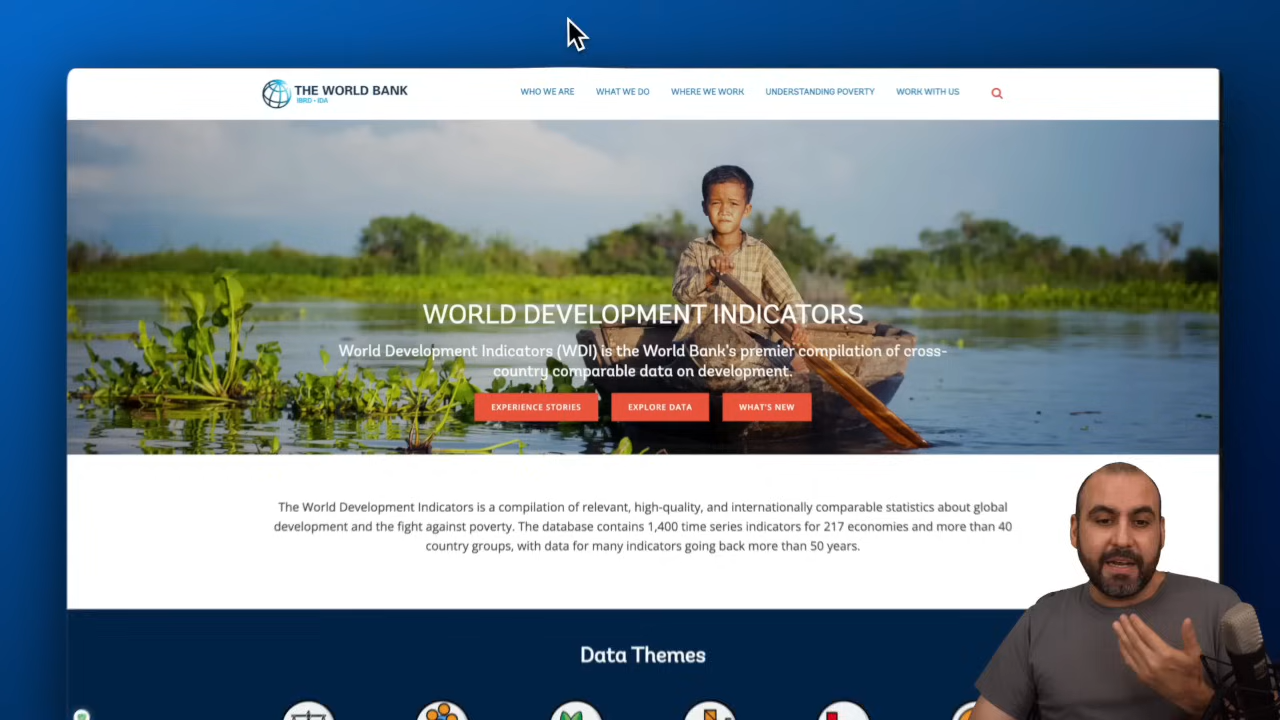 THE WORLD BANK
IBRD • IDA
WHO WE ARE
WHAT WE DO
WHERE WE WORK
UNDERSTANDING POVERTY
WORK WITH US
WORLD DEVELOPMENT INDICATORS
World Development Indicators (WDI) is the World Bank's premier compilation of cross-
country comparable data on development.
EXPERIENCE STORIES
EXPLORE DATA
WHAT'S NEW
The World Development Indicators is a compilation of relevant, high-quality, and internationally comparable statistics about global
development and the fight against poverty. The database contains 1,400 time series indicators for 217 economies and more than 40
country groups, with data for many indicators going back more than 50 years.
Data Themes